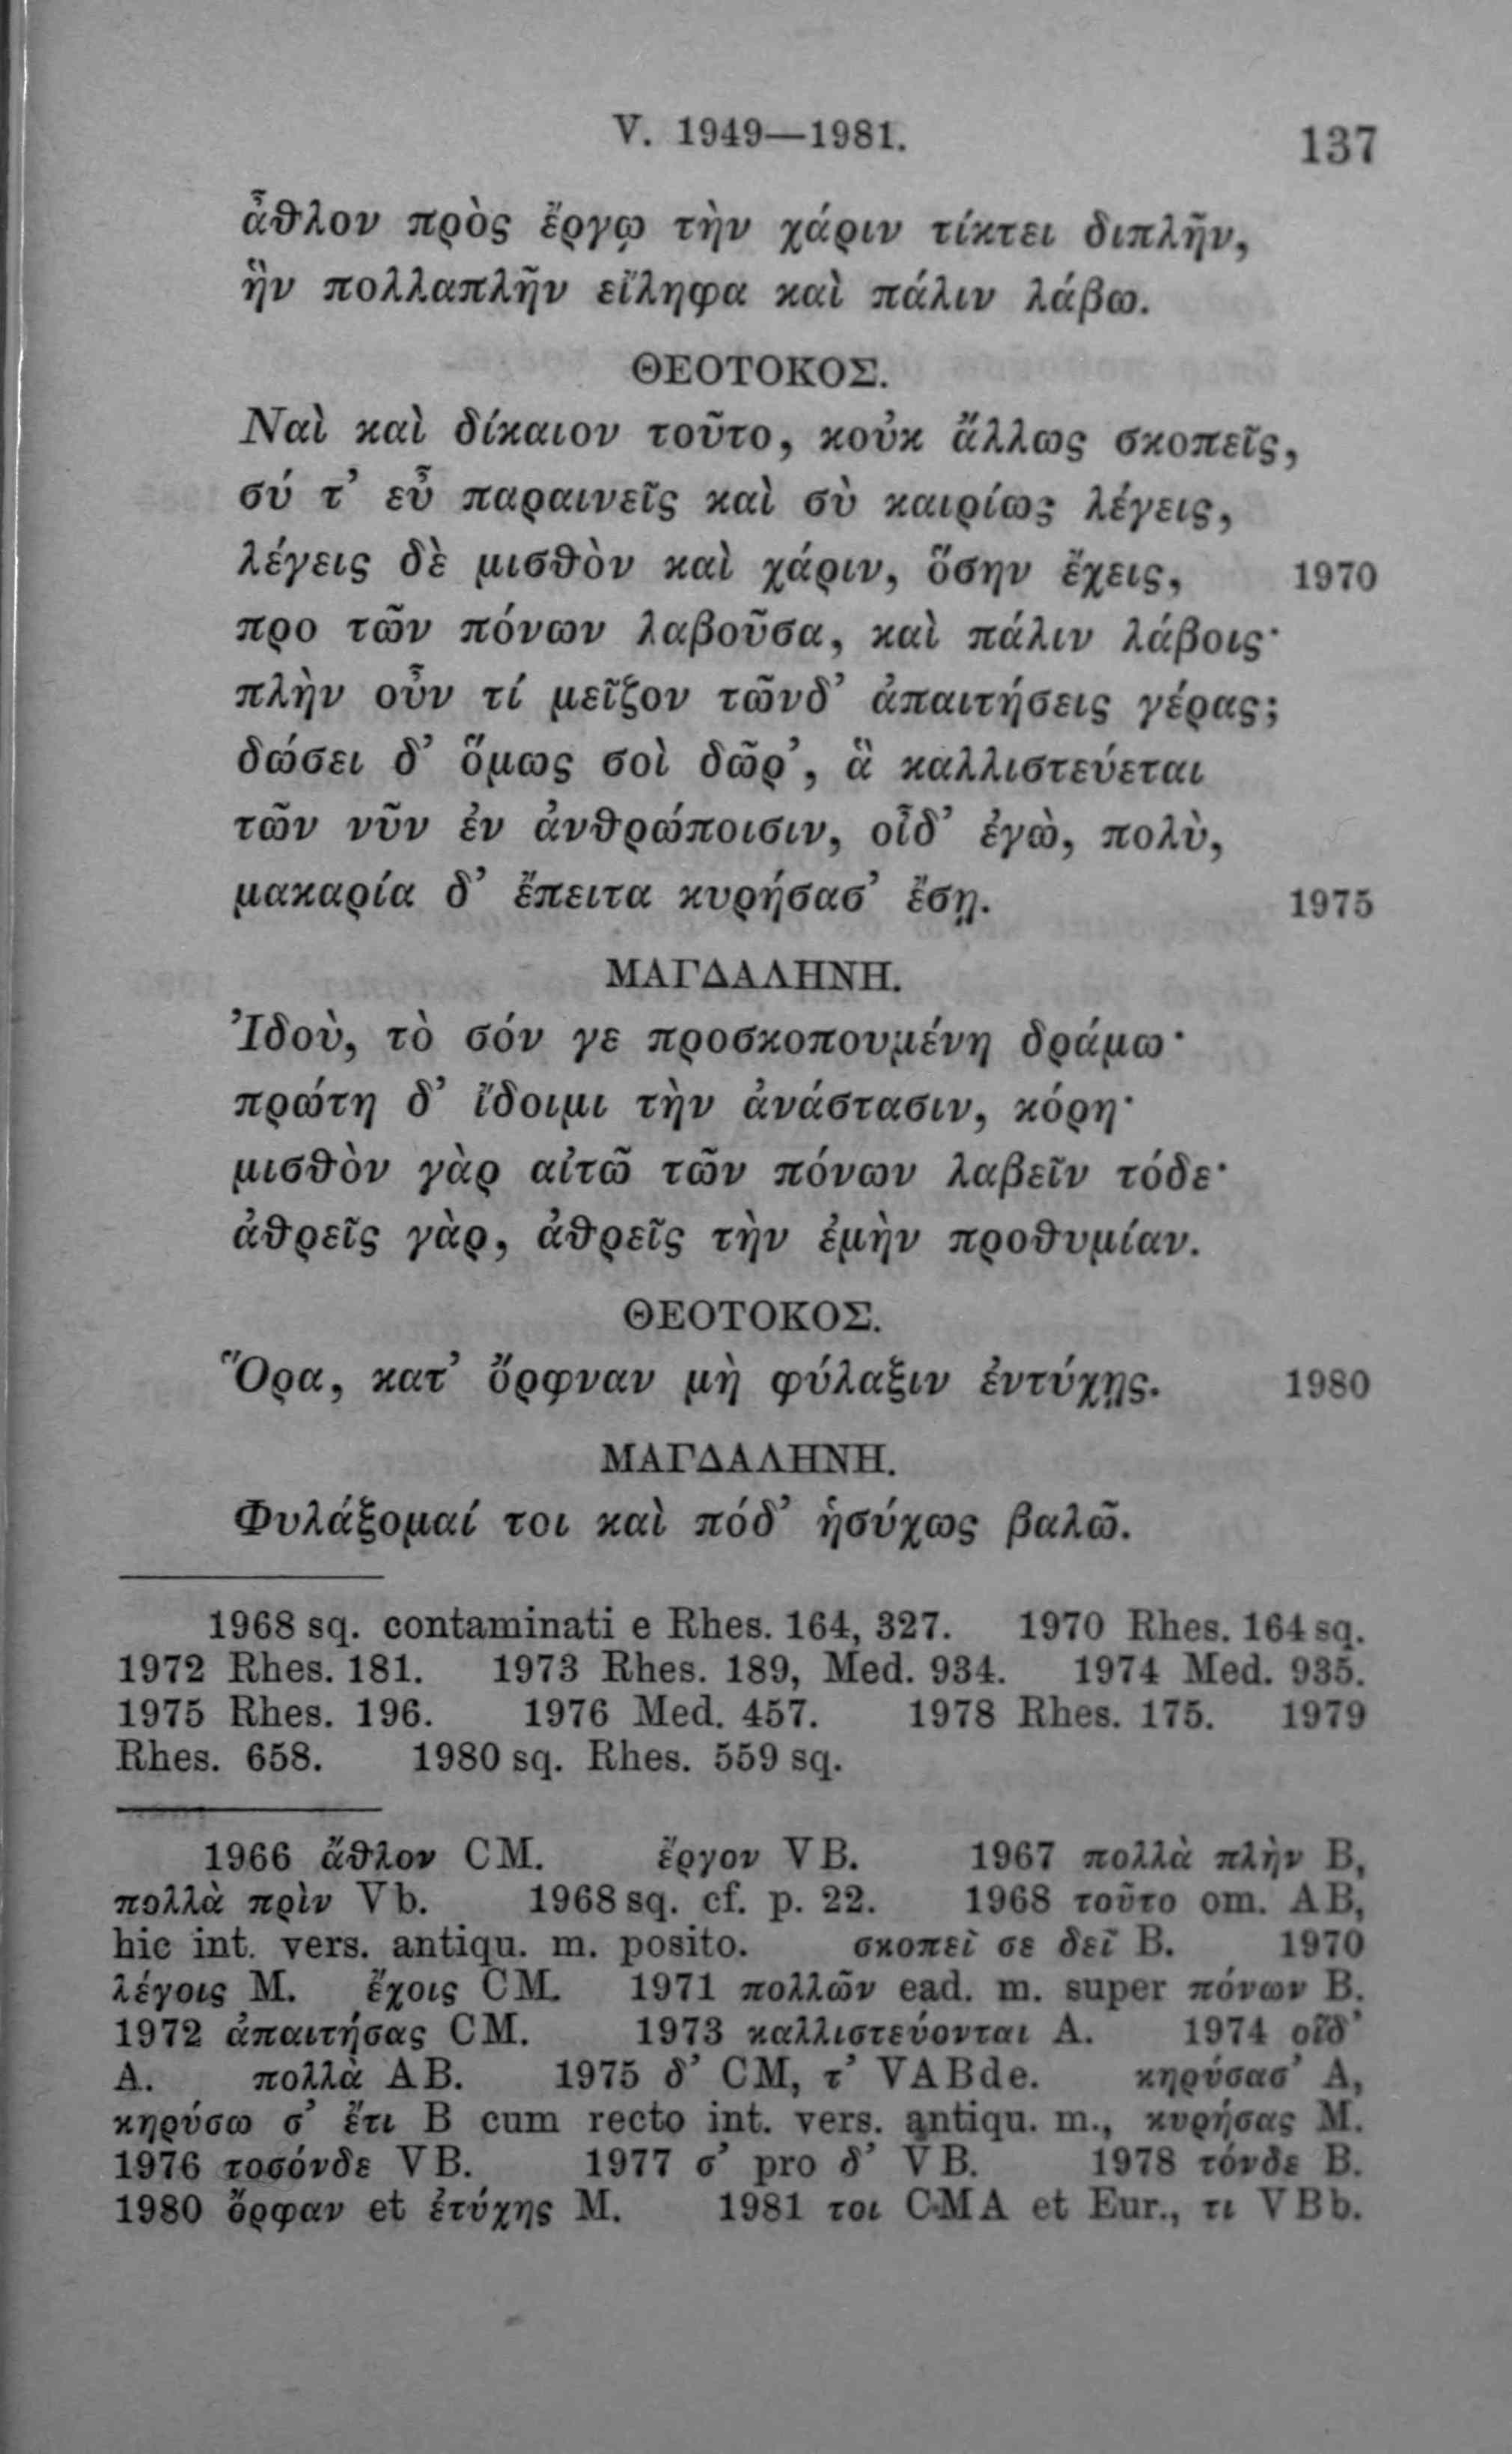 V. 1949—1981. 137
ἆθλον πρὸς ἔργῳ τὴν χάριν τίκτει διπλῆν,
ἣν πολλαπλῆν εἴληφα καὶ πάλιν λάβω.
ΘΕΟΤΟΚΟΣ.
Ναὶ καὶ δίκαιον τοῦτο, κοὐκ ἄλλως σκοπεῖς,
σύ τ’ εὖ παραινεῖς καὶ σὺ καιρίως λέγεις,
λέγεις δὲ μισθὸν καὶ χάριν, ὅσην ἔχεις, 1970
προ τῶν πόνων λαβοῦσα, καὶ πάλιν λάβοις·
πλὴν οὖν τί μεῖζον τῶνδ’ ἀπαιτήσεις γέρας;
δώσει δ’ ὅμως σοὶ δῶρ’, ἃ καλλιστεύεται
τῶν νῦν ἐν ἀνθρώποισιν, οἶδ’ ἐγὼ, πολὺ,
μακαρία δ’ ἔπειτα κυρήσασ’ ἔσῃ. 1975
ΜΑΓΔΑΛΗΝΗ.
Ἰδοὺ, τὸ σόν γε προσκοπουμένη δράμω·
πρώτη δ’ ἴδοιμι τὴν ἀνάστασιν, κόρη·
μισθὸν γὰρ αἰτῶ τῶν πόνων λαβεῖν τόδε·
ἀθρεῖς γὰρ, ἀθρεῖς τὴν ἐμὴν προθυμίαν.
ΘΕΟΤΟΚΟΣ.
Ὅρα, κατ’ ὄρφναν μὴ φύλαξιν ἐντύχῃς. 1980
ΜΑΓΔΑΛΗΝΗ.
Φυλάξομαί τοι καὶ πόδ’ ἡσύχως βαλῶ.
1968 sq. contaminati e Rhes. 164, 327. 1970 Rhes. 164 sq.
1972 Rhes. 181. 1973 Rhes. 189, Med. 934. 1974 Med. 935.
1975 Rhes. 196. 1976 Med. 457. 1978 Rhes. 175. 1979
Rhes. 658. 1980 sq. Rhes. 559 sq.
1966 ἄθλον CM. ἔργον VB. 1967 πολλὰ πλὴν B,
πολλὰ πρὶν Vb. 1968 sq. cf. p. 22. 1968 τοῦτο om. AB,
hic int. vers. antiqu. m. posito. σκοπεῖ σε δεῖ B. 1970
λέγοις M. ἔχοις CM. 1971 πολλῶν ead. m. super πόνων B.
1972 ἀπαιτήσας CM. 1973 καλλιστεύονται A. 1974 οἵδ’
A. πολλὰ AB. 1975 δ’ CM, τ’ VABde. κηρύσασ’ A,
κηρύσω σ’ ἔτι B cum recto int. vers. antiqu. m., κυρήσας M.
1976 τοσόνδε VB. 1977 σ’ pro δ’ VB. 1978 τόνδε B.
1980 ὄρφαν et ἐτύχης M. 1981 τοι CMA et Eur., τι VBb.